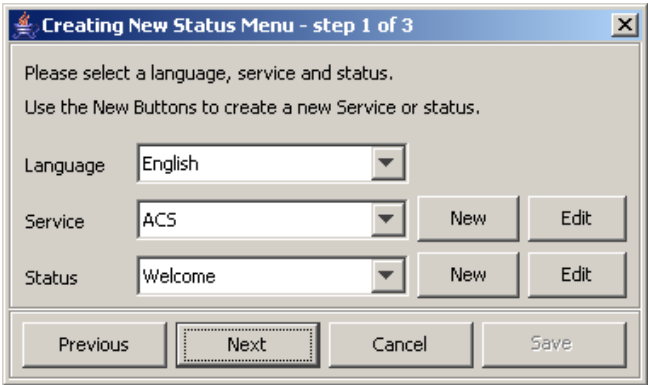 Creating New Status Menu - step 1 of 3
Please select a language, service and status.
Use the New Buttons to create a new Service or status.
Language English
Service ACS New Edit
Status Welcome New Edit
Previous Next Cancel Save